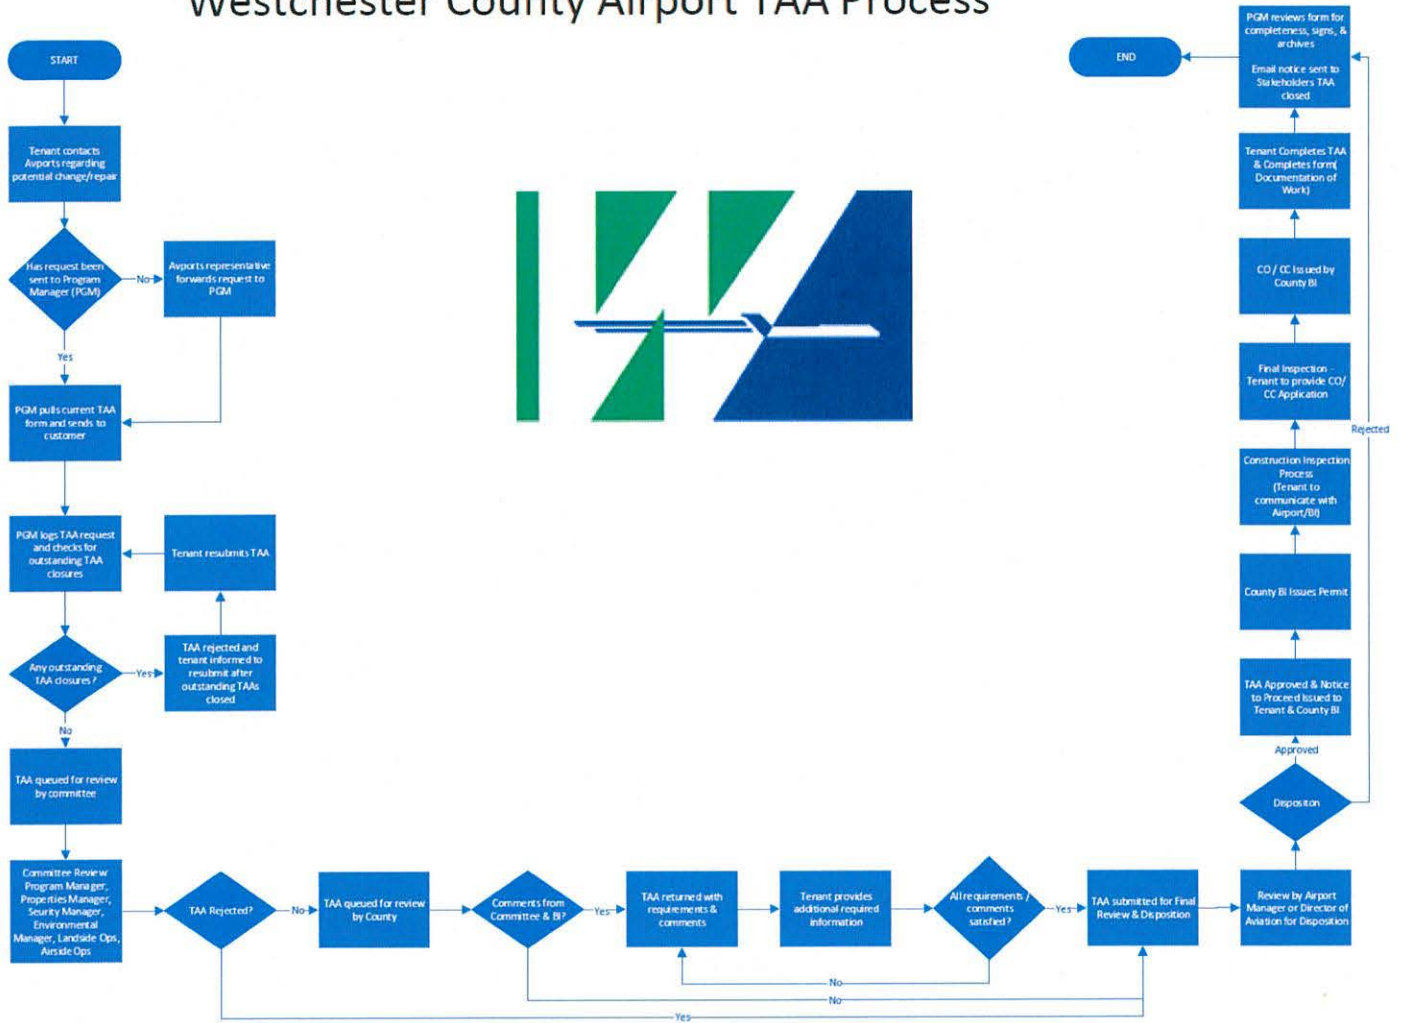 Westchester County Airport TAA Process
START
Tenant contacts
Avports regarding
potential change/repair
Has request been
sent to Program
Manager (PGM)
No
Avports representative
forwards request to
PGM
Yes
PGM pulls current TAA
form and sends to
customer
PGM logs TAA request
and checks for
outstanding TAA
closures
Tenant resubmits TAA
Any outstanding
TAA closures?
Yes
TAA rejected and
tenant informed to
resubmit after
outstanding TAAs
closed
No
TAA queued for review
by committee
Committee Review
Program Manager,
Properties Manager,
Seurity Manager,
Environmental
Manager, Landside Ops,
Airside Ops
TAA Rejected?
No
TAA queued for review
by County
Comments from
Committee & BI?
Yes
TAA returned with
requirements &
comments
Tenant provides
additional required
information
All requirements /
comments
satisfied?
Yes
TAA submitted for Final
Review & Disposition
No
No
Yes
Review by Airport
Manager or Director of
Aviation for Disposition
Dispositon
Approved
Rejected
TAA Approved & Notice
to Proceed Issued to
Tenant & County BI
County BI Issues Permit
Construction Inspection
Process
(Tenant to
communicate with
Airport/BI)
Final Inspection -
Tenant to provide CO/
CC Application
CO / CC Issued by
County BI
Tenant Completes TAA
& Completes form(
Documentation of
Work)
PGM reviews form for
completeness, signs, &
archives
Email notice sent to
Stakeholders TAA
closed
END